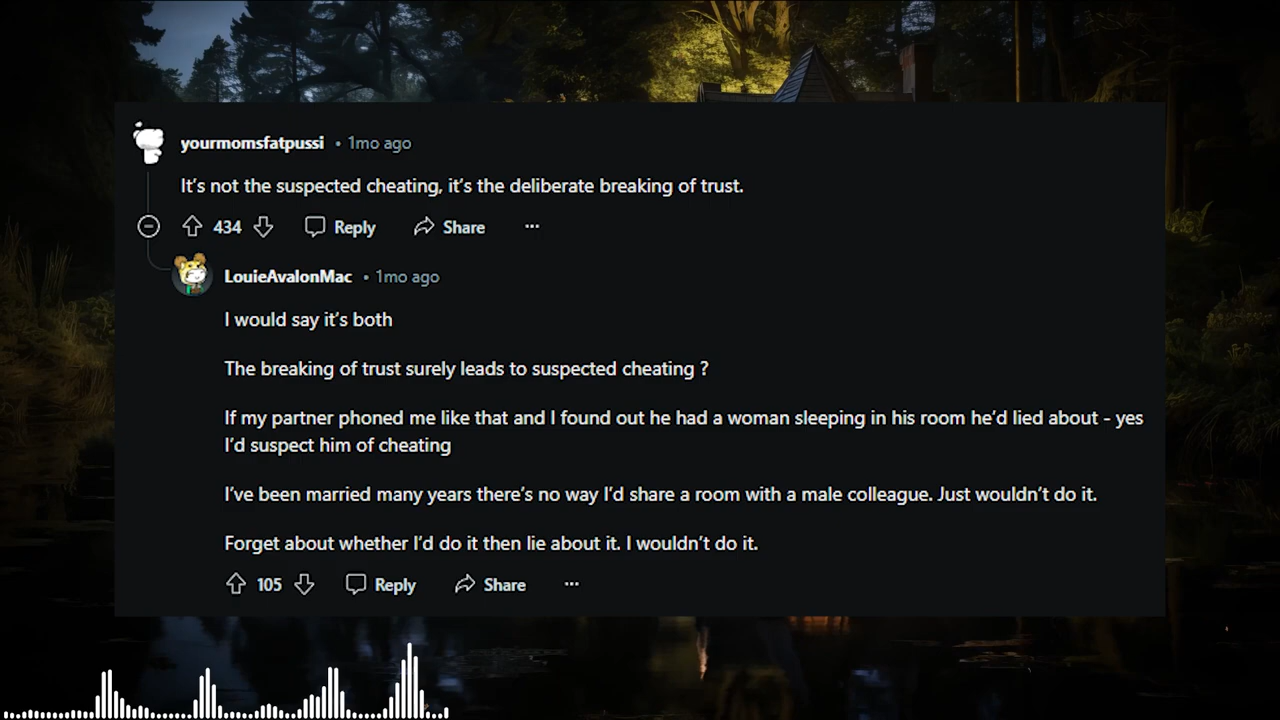 yourmomsfatpussi • 1mo ago
It's not the suspected cheating, it's the deliberate breaking of trust.
434 Reply Share ···
LouieAvalonMac • 1mo ago
I would say it's both
The breaking of trust surely leads to suspected cheating ?
If my partner phoned me like that and I found out he had a woman sleeping in his room he'd lied about - yes
I'd suspect him of cheating
I've been married many years there's no way I'd share a room with a male colleague. Just wouldn't do it.
Forget about whether I'd do it then lie about it. I wouldn't do it.
105 Reply Share ···